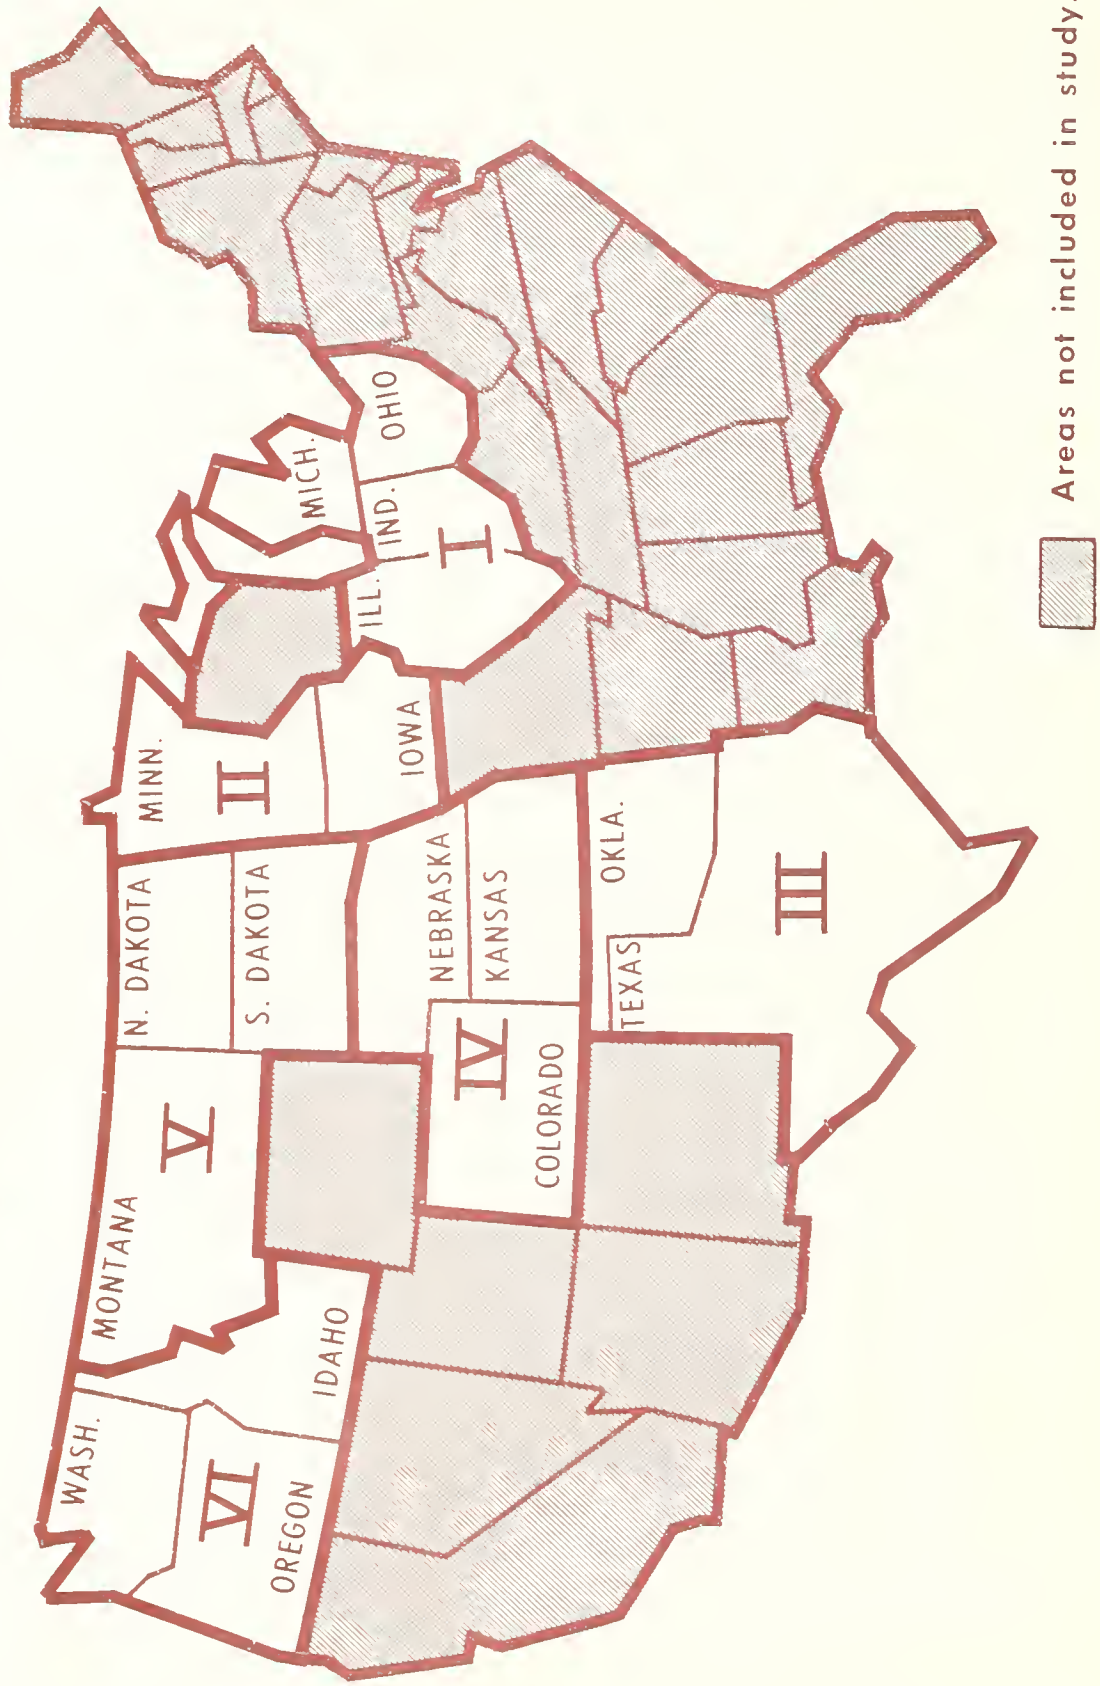 WASH.
MONTANA
N. DAKOTA
MINN.
VI
V
II
MICH.
OREGON
IDAHO
S. DAKOTA
ILL.
IND.
OHIO
IOWA
I
NEBRASKA
IV
KANSAS
COLORADO
TEXAS
OKLA.
III
Areas not included in study.